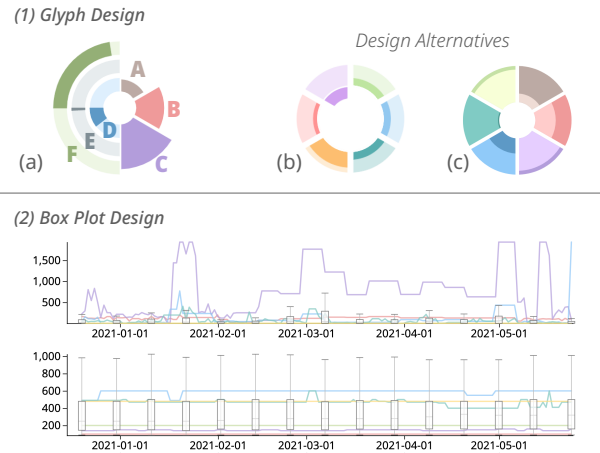 (1) Glyph Design
Design Alternatives
A
B
C
D
E
F
(a)
(b)
(c)
(2) Box Plot Design
1,500
1,000
500
2021-01-01
2021-02-01
2021-03-01
2021-04-01
2021-05-01
1,000
800
600
400
200
2021-01-01
2021-02-01
2021-03-01
2021-04-01
2021-05-01